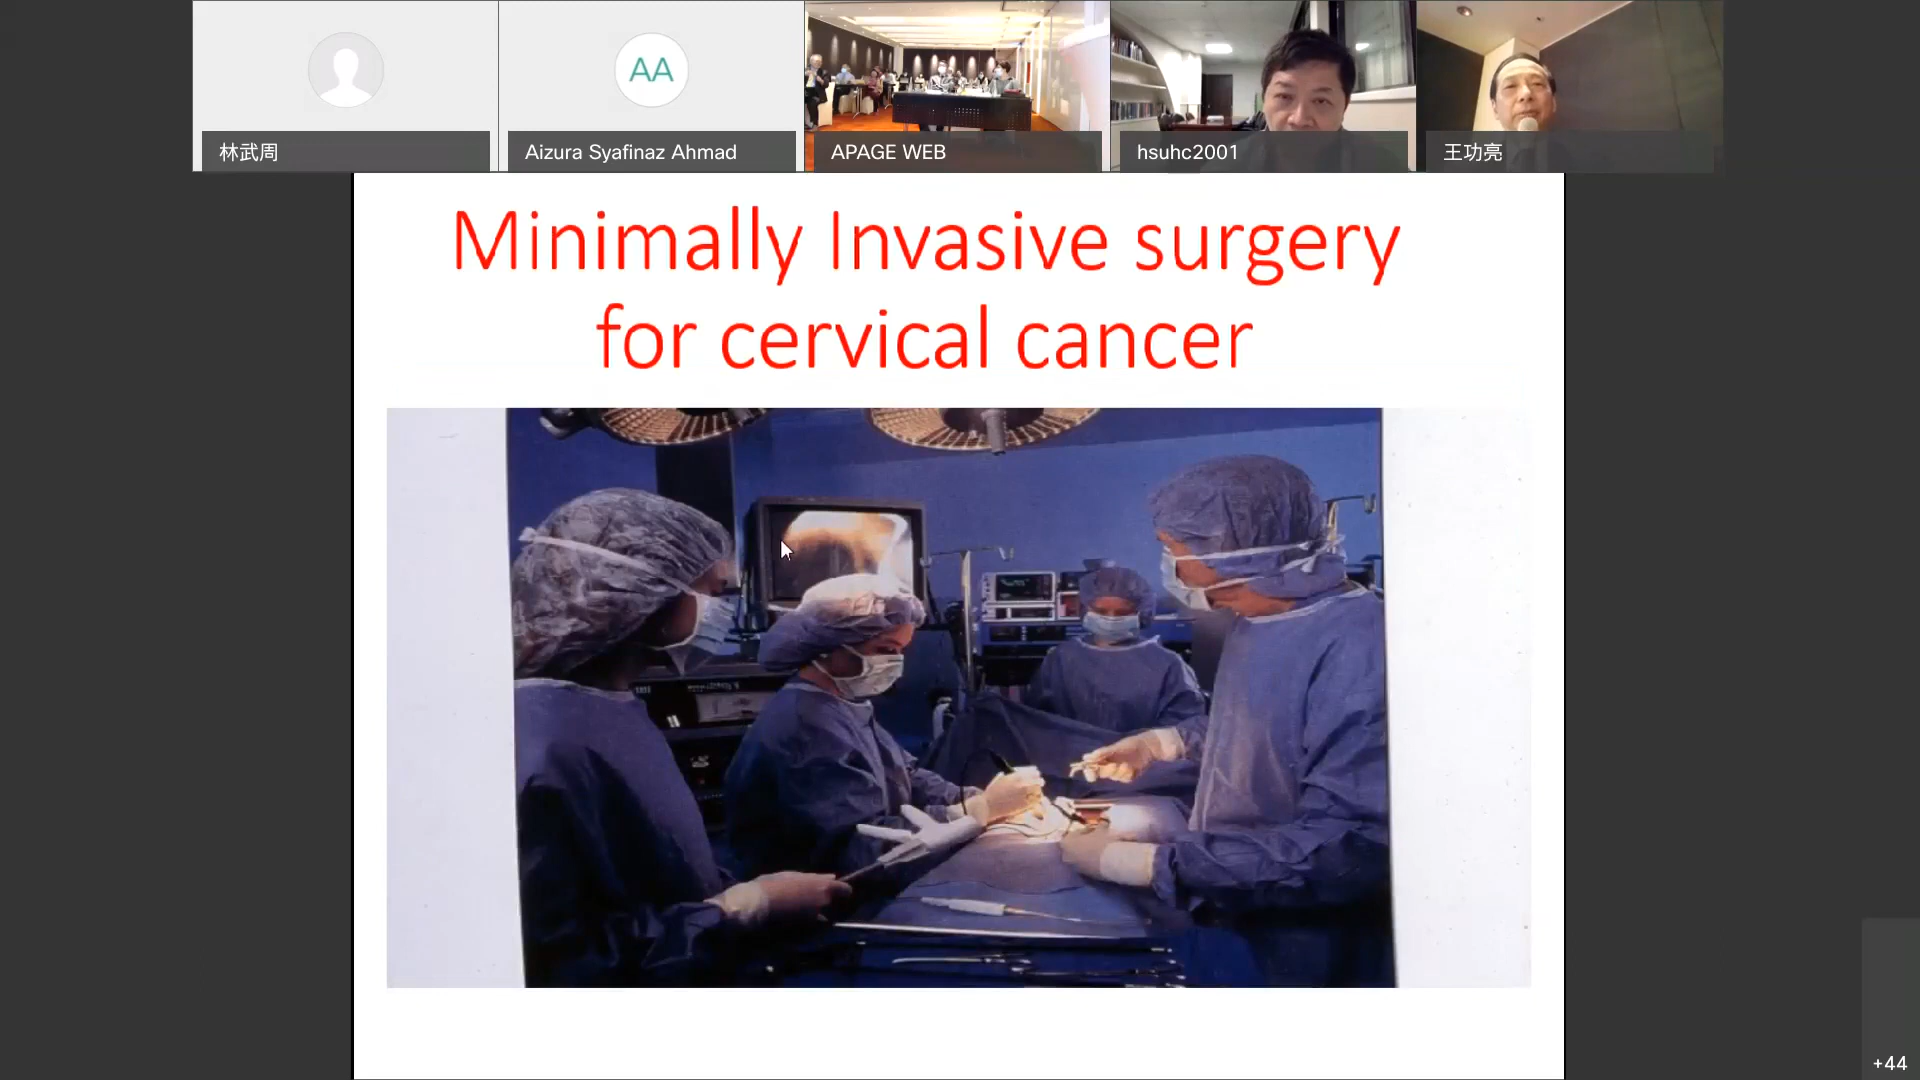 林武周
AA
Aizura Syafinaz Ahmad
APAGE WEB
hsuhc2001
王功亮
Minimally Invasive surgery
for cervical cancer
+44